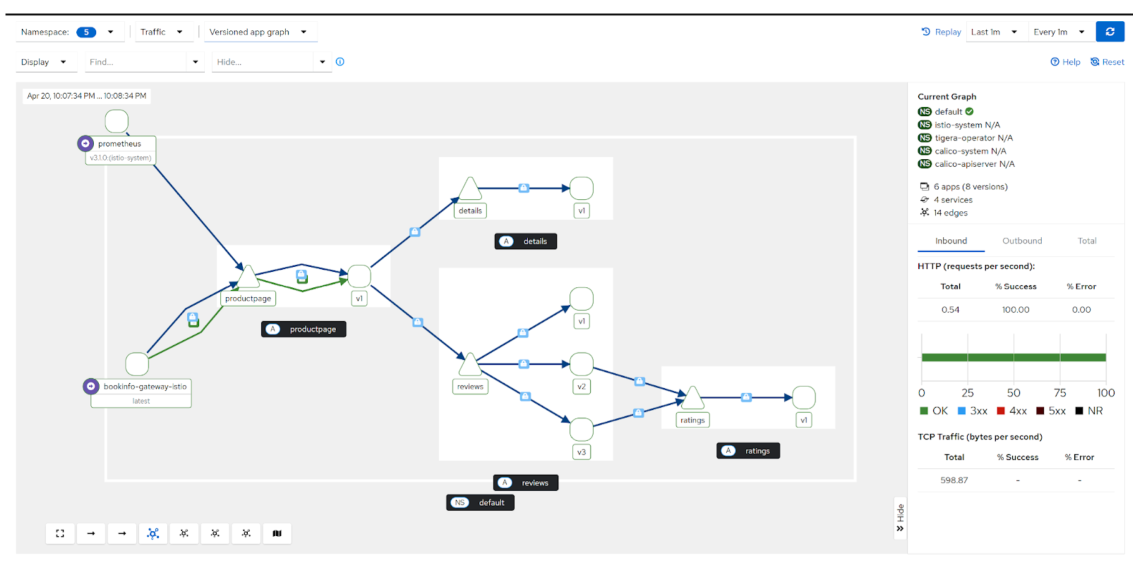 Namespace: 5 Traffic Versioned app graph Replay Last 1m Every 1m
Display Find... Hide... Help Reset
Apr 20, 10:07:34 PM ... 10:08:34 PM
prometheus
v3.1.0:(istio-system)
details
v1
A details
productpage
v1
A productpage
bookinfo-gateway-istio
latest
v1
reviews
v2
v3
ratings
v1
A ratings
A reviews
NS default
Hide
Current Graph
NS default
NS istio-system N/A
NS tigera-operator N/A
NS calico-system N/A
NS calico-apiserver N/A
6 apps (8 versions)
4 services
14 edges
Inbound Outbound Total
HTTP (requests per second):
Total % Success % Error
0.54 100.00 0.00
0 25 50 75 100
OK 3xx 4xx 5xx NR
TCP Traffic (bytes per second)
Total % Success % Error
598.87 - -